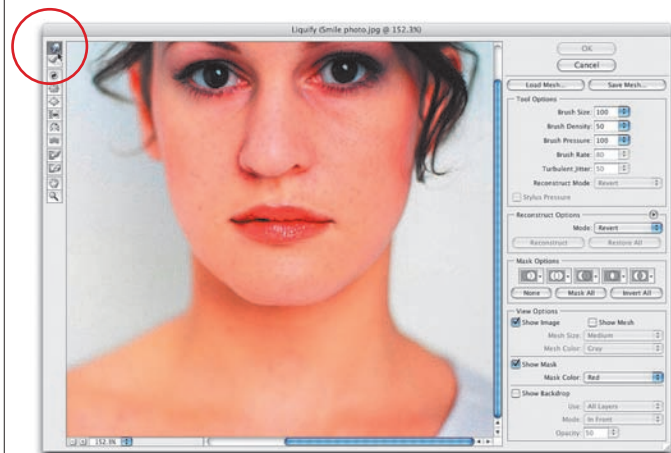 Liquify (Smile photo.jpg @ 152.3%)
OK
Cancel
Load Mesh...
Save Mesh...
Tool Options
Brush Size: 100
Brush Density: 50
Brush Pressure: 100
Brush Rate: 80
Turbulent Jitter: 50
Reconstruct Mode: Revert
Stylus Pressure
Reconstruct Options
Mode: Revert
Reconstruct
Restore All
Mask Options
None
Mask All
Invert All
View Options
Show Image
Show Mesh
Mesh Size: Medium
Mesh Color: Gray
Show Mask
Mask Color: Red
Show Backdrop
Use: All Layers
Mode: In Front
Opacity: 50
152.3%